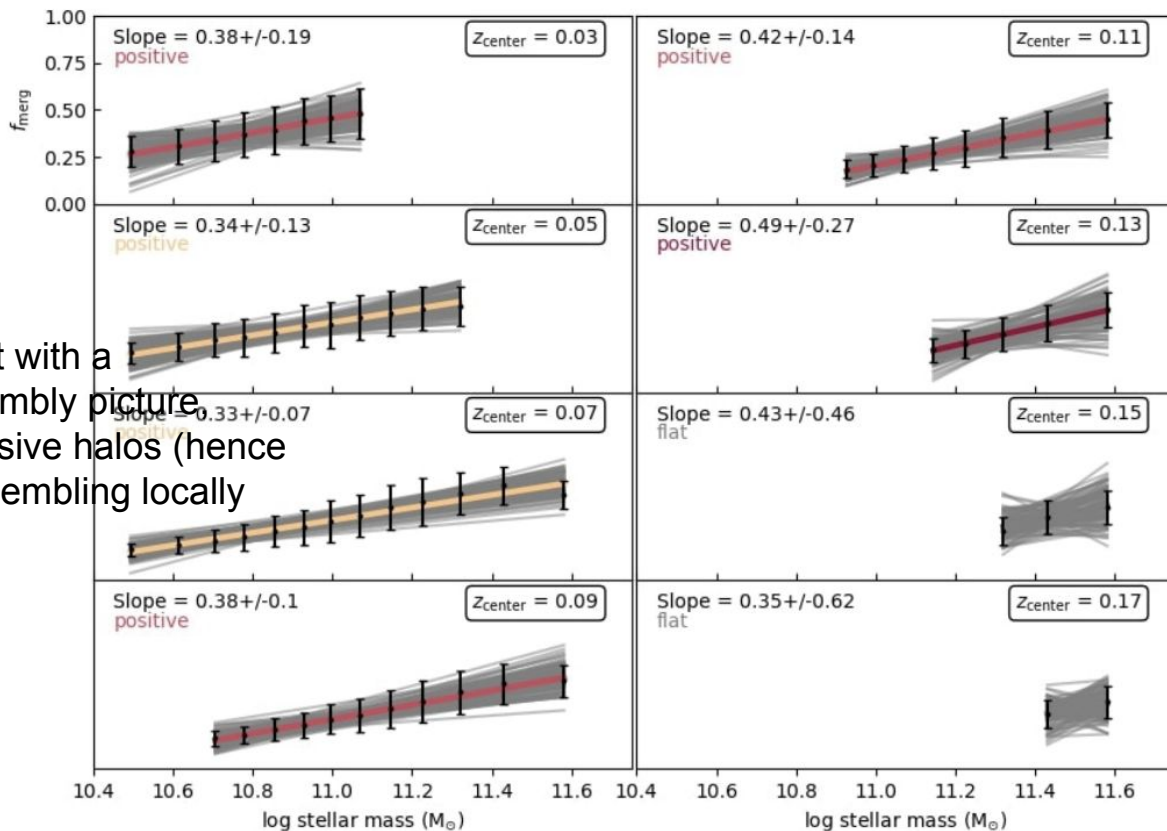 1.00
0.75
0.50
0.25
0.00
f_merg
Slope = 0.38+/-0.19
positive
z_center = 0.03
Slope = 0.34+/-0.13
positive
z_center = 0.05
t with a
mbly picture,
sive halos (hence
embling locally
Slope = 0.33+/-0.07
positive
z_center = 0.07
Slope = 0.38+/-0.1
positive
z_center = 0.09
10.4 10.6 10.8 11.0 11.2 11.4 11.6
log stellar mass (M⊙)
Slope = 0.42+/-0.14
positive
z_center = 0.11
Slope = 0.49+/-0.27
positive
z_center = 0.13
Slope = 0.43+/-0.46
flat
z_center = 0.15
Slope = 0.35+/-0.62
flat
z_center = 0.17
10.4 10.6 10.8 11.0 11.2 11.4 11.6
log stellar mass (M⊙)